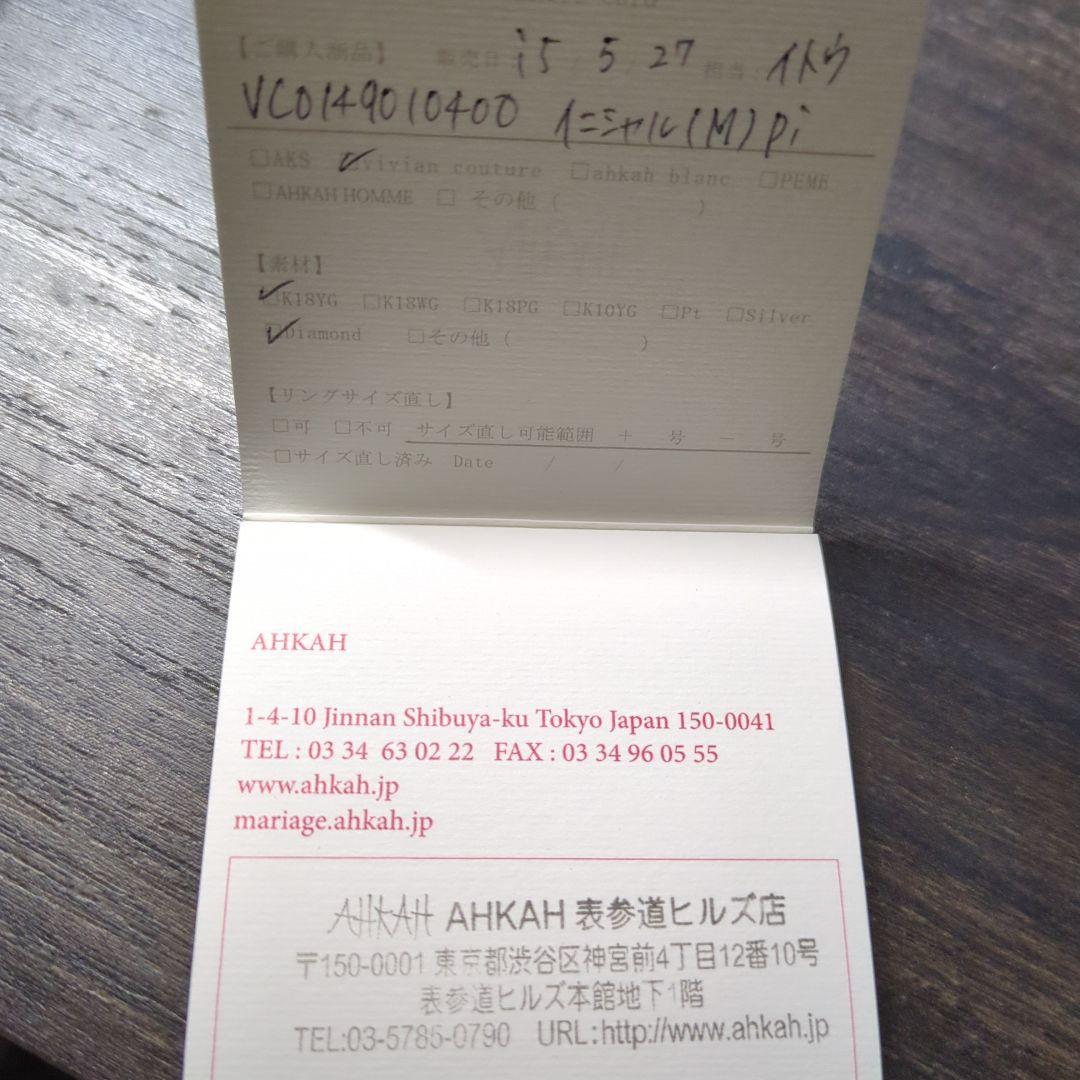 【ご購入商品】 販売日 15 / 5 / 27 担当: イトウ
VC0149010400 イニシャル(M)pi
□AKS ☑vivian couture □ahkah blanc □PEME
□AHKAH HOMME □ その他 ( )
【素材】
☑K18YG □K18WG □K18PG □K10YG □Pt □Silver
☑Diamond □その他 ( )
【リングサイズ直し】
□可 □不可 サイズ直し可能範囲 + 号 − 号
□サイズ直し済み Date / /
AHKAH
1-4-10 Jinnan Shibuya-ku Tokyo Japan 150-0041
TEL : 03 34 63 02 22 FAX : 03 34 96 05 55
www.ahkah.jp
mariage.ahkah.jp
AHKAH AHKAH 表参道ヒルズ店
〒150-0001 東京都渋谷区神宮前4丁目12番10号
表参道ヒルズ本館地下1階
TEL:03-5785-0790 URL:http://www.ahkah.jp